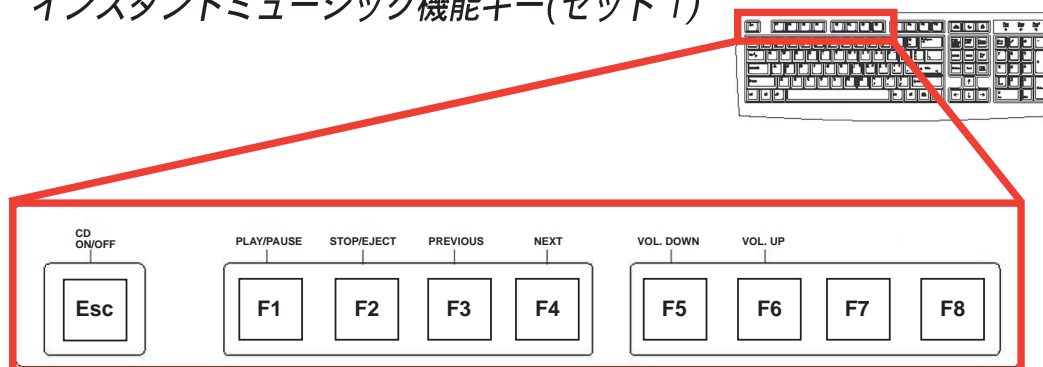 インスタントミュージック機能キー(セット 1)
CD
ON/OFF
PLAY/PAUSE STOP/EJECT PREVIOUS NEXT VOL. DOWN VOL. UP
Esc F1 F2 F3 F4 F5 F6 F7 F8